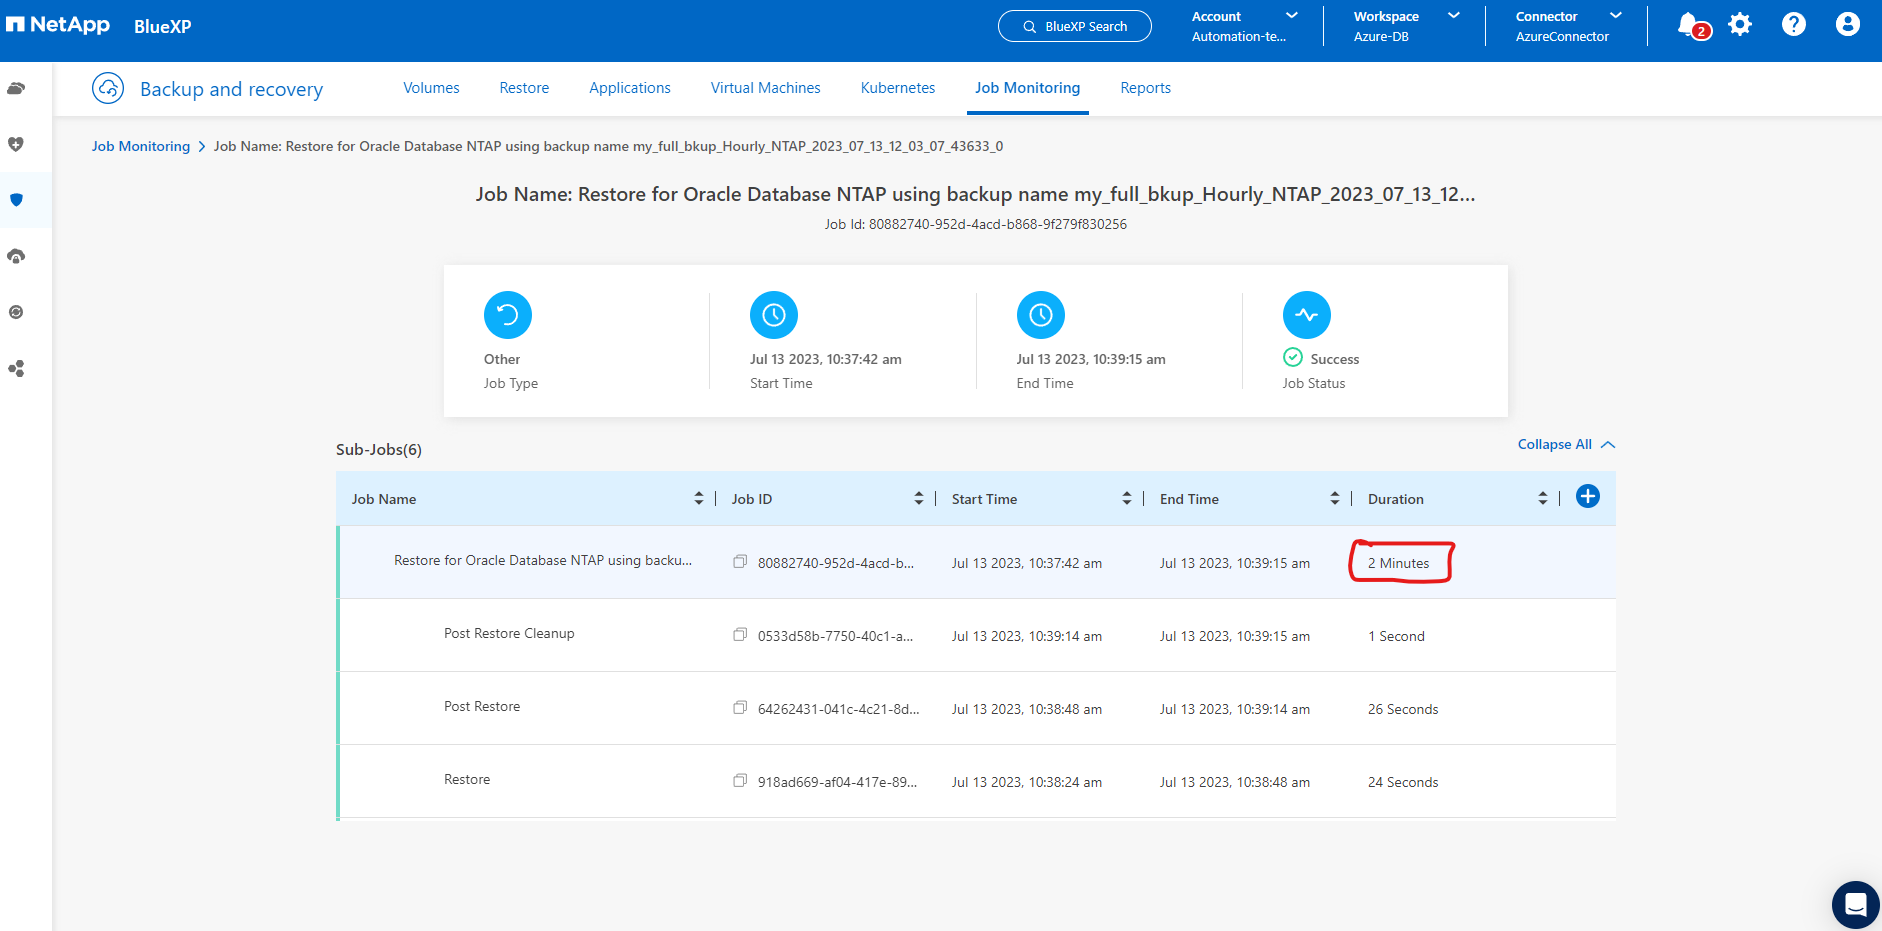 NetApp BlueXP
BlueXP Search
Account
Automation-te...
Workspace
Azure-DB
Connector
AzureConnector
2
Backup and recovery
Volumes Restore Applications Virtual Machines Kubernetes Job Monitoring Reports
Job Monitoring > Job Name: Restore for Oracle Database NTAP using backup name my_full_bkup_Hourly_NTAP_2023_07_13_12_03_07_43633_0
Job Name: Restore for Oracle Database NTAP using backup name my_full_bkup_Hourly_NTAP_2023_07_13_12...
Job Id: 80882740-952d-4acd-b868-9f279f830256
Other
Job Type
Jul 13 2023, 10:37:42 am
Start Time
Jul 13 2023, 10:39:15 am
End Time
Success
Job Status
Sub-Jobs(6)
Collapse All
Job Name Job ID Start Time End Time Duration
Restore for Oracle Database NTAP using backu... 80882740-952d-4acd-b... Jul 13 2023, 10:37:42 am Jul 13 2023, 10:39:15 am 2 Minutes
Post Restore Cleanup 0533d58b-7750-40c1-a... Jul 13 2023, 10:39:14 am Jul 13 2023, 10:39:15 am 1 Second
Post Restore 64262431-041c-4c21-8d... Jul 13 2023, 10:38:48 am Jul 13 2023, 10:39:14 am 26 Seconds
Restore 918ad669-af04-417e-89... Jul 13 2023, 10:38:24 am Jul 13 2023, 10:38:48 am 24 Seconds